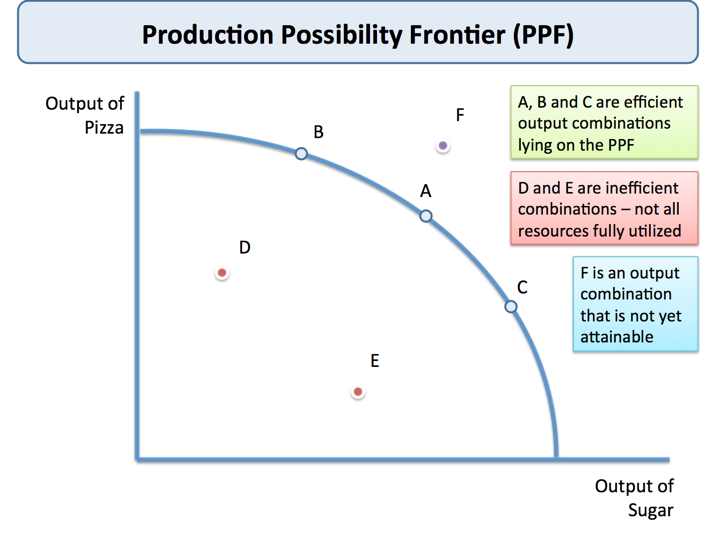 Production Possibility Frontier (PPF)
Output of
Pizza
F
B
A, B and C are efficient
output combinations
lying on the PPF
A
D and E are inefficient
combinations – not all
resources fully utilized
D
C
F is an output
combination
that is not yet
attainable
E
Output of
Sugar